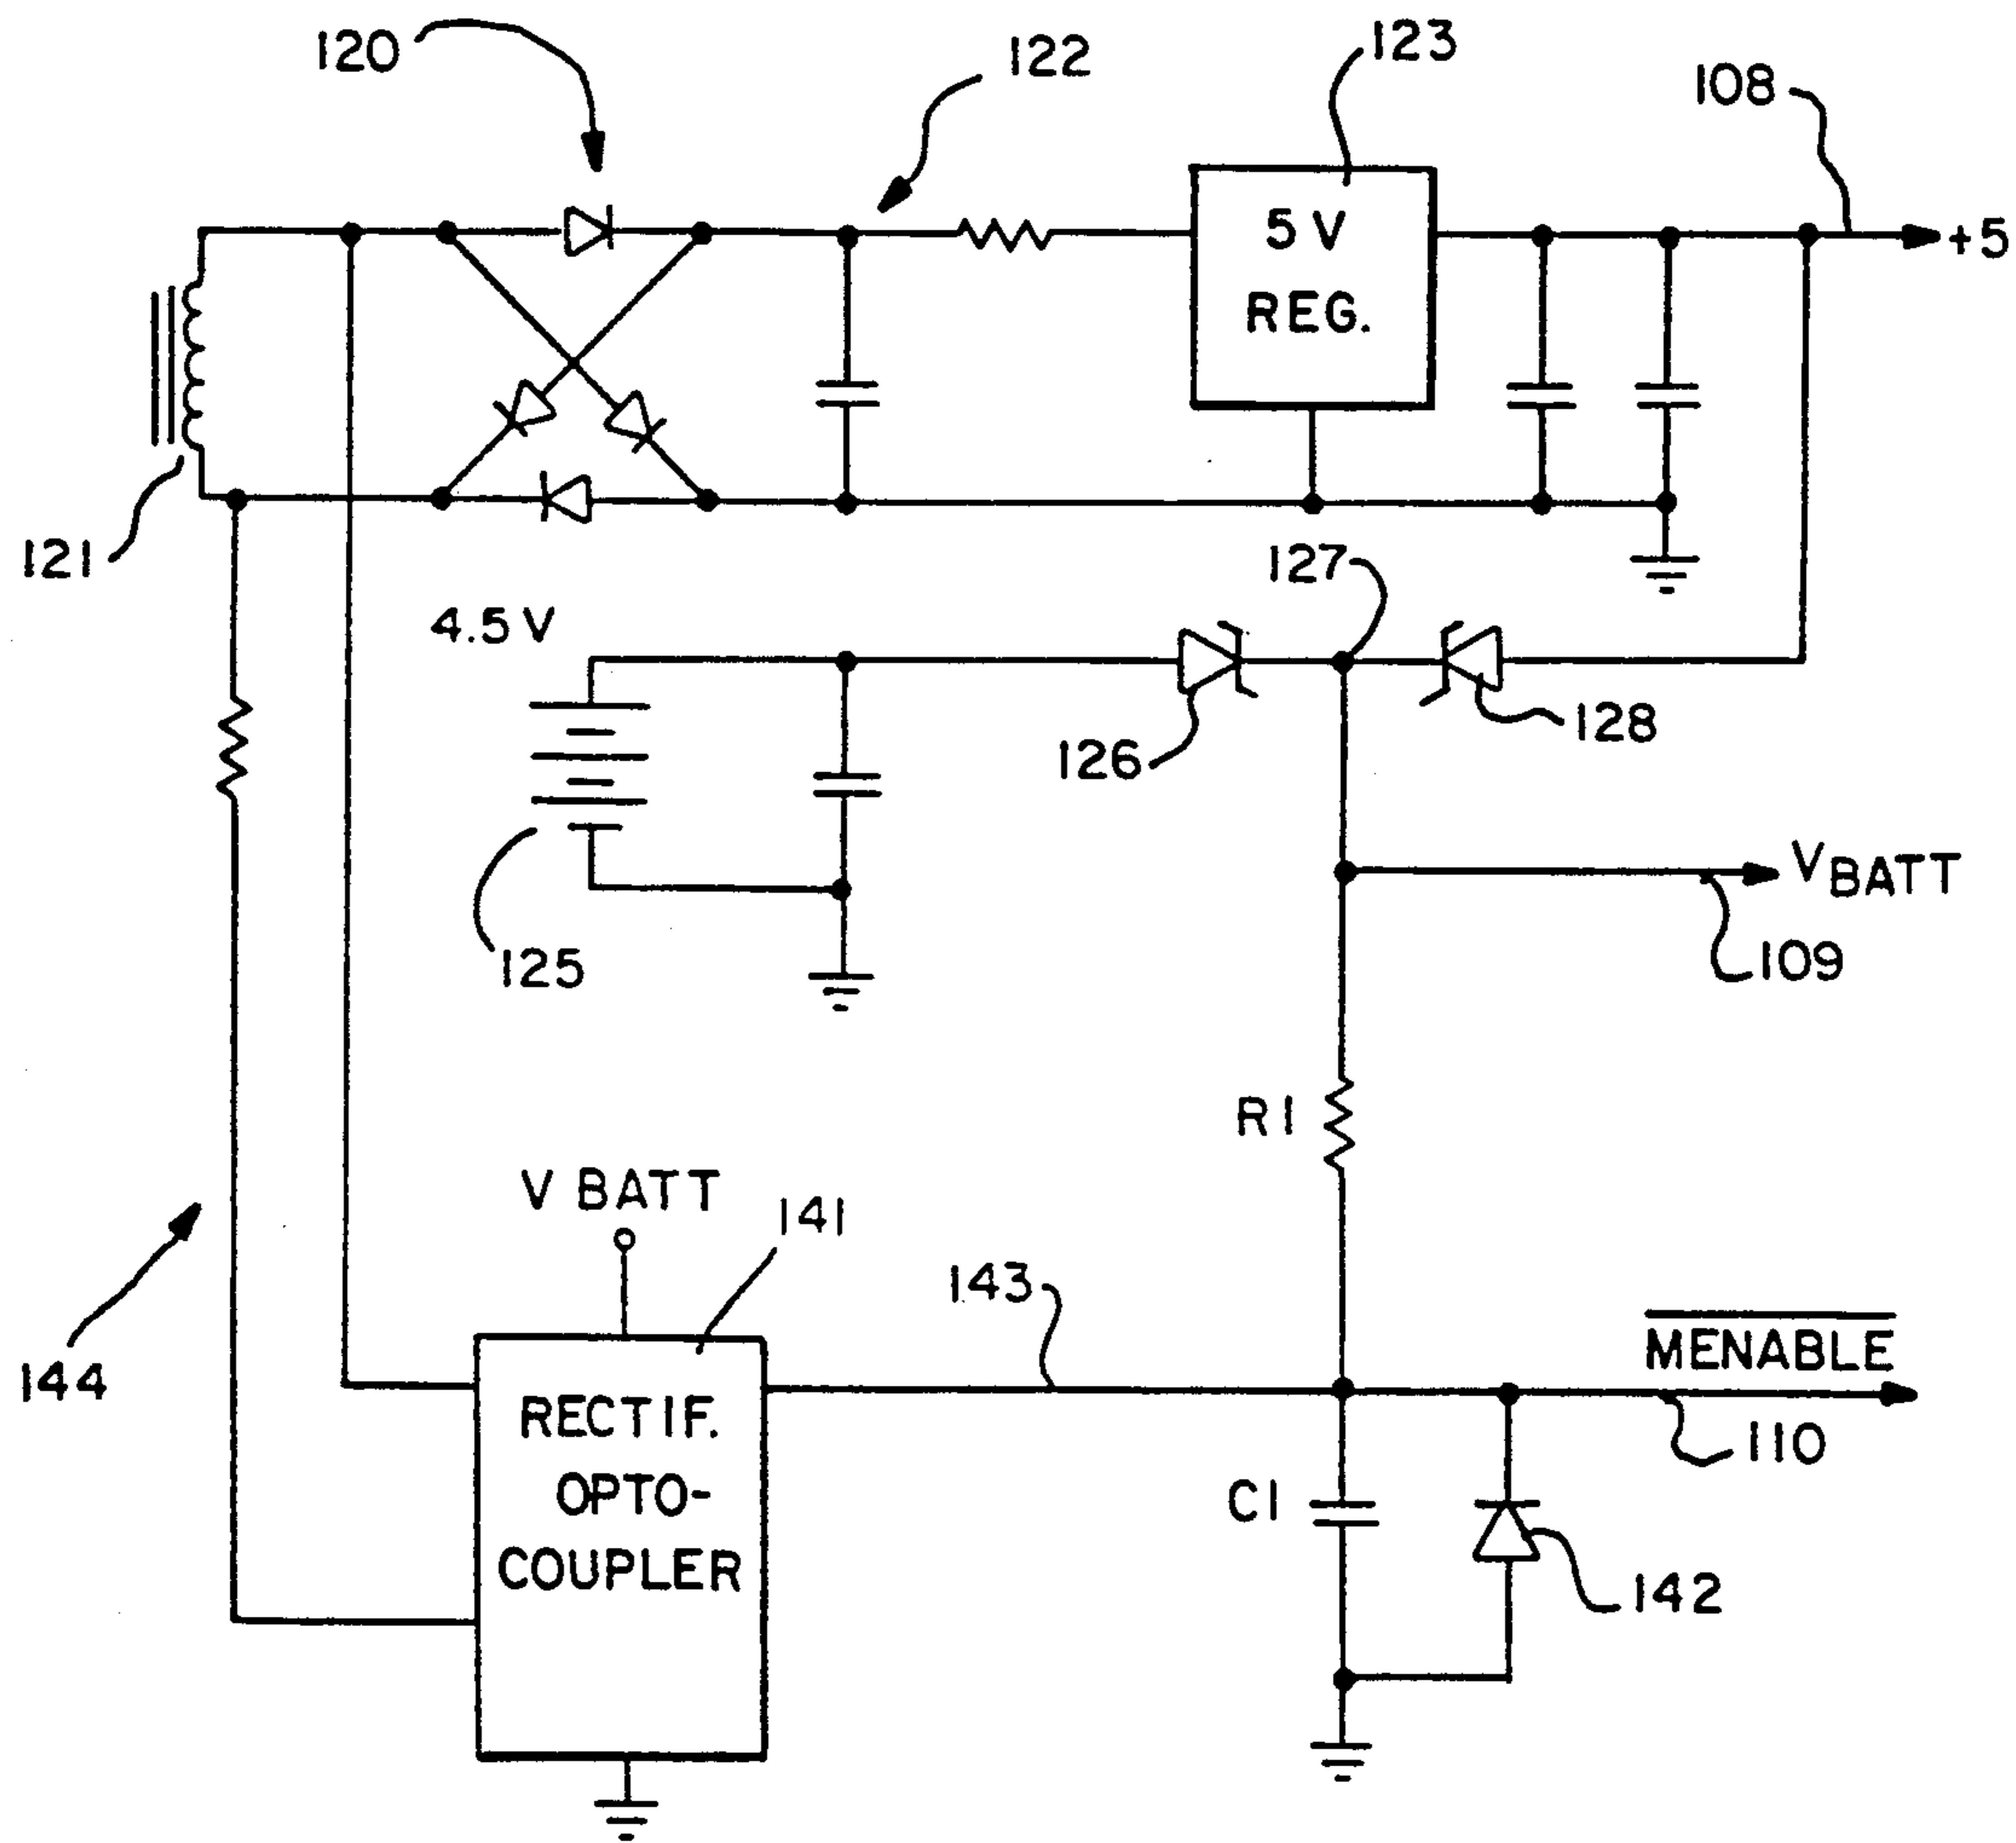 120
122
123
108
5 V
REG.
+5
121
127
4.5 V
126
128
125
VBATT
109
R1
V BATT
141
143
MENABLE
110
144
RECTIF.
OPTO-
COUPLER
C1
142